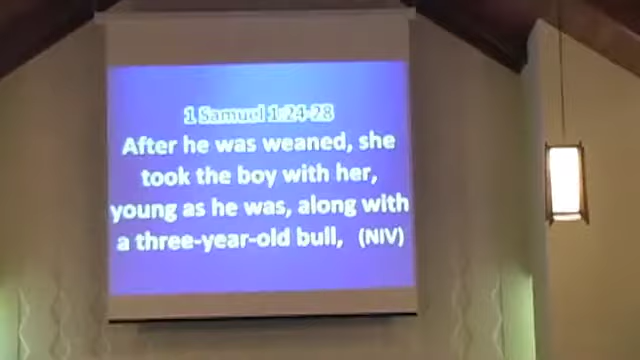 1 Samuel 1:24-28
After he was weaned, she
took the boy with her,
young as he was, along with
a three-year-old bull, (NIV)